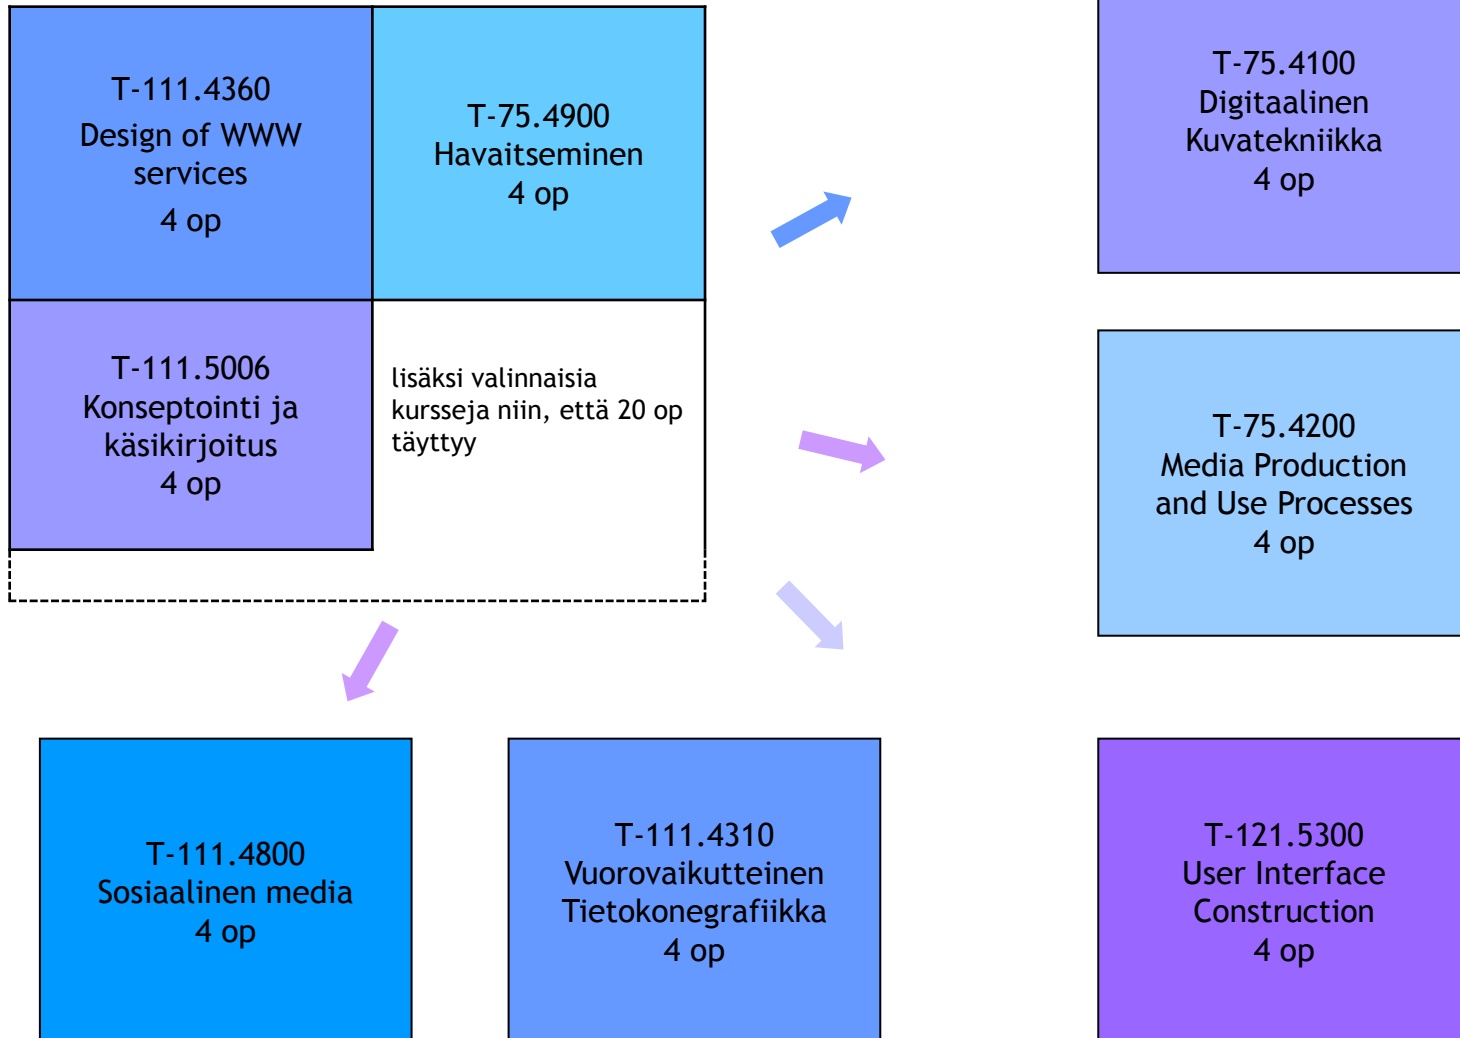 T-111.4360
Design of WWW
services
4 op
T-75.4900
Havaitseminen
4 op
T-111.5006
Konseptointi ja
käsikirjoitus
4 op
lisäksi valinnaisia
kursseja niin, että 20 op
täyttyy
T-75.4100
Digitaalinen
Kuvatekniikka
4 op
T-75.4200
Media Production
and Use Processes
4 op
T-111.4800
Sosiaalinen media
4 op
T-111.4310
Vuorovaikutteinen
Tietokonegrafiikka
4 op
T-121.5300
User Interface
Construction
4 op